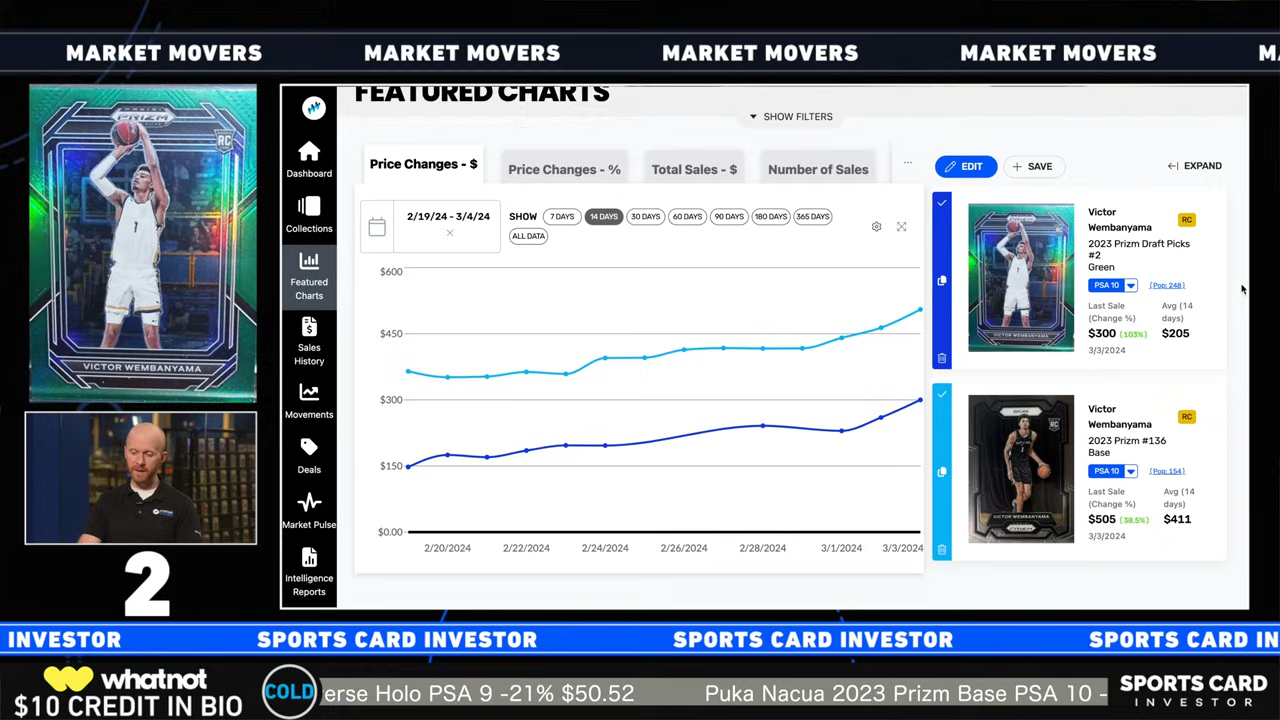 MARKET MOVERS MARKET MOVERS MARKET MOVERS MARKET MOVERS
PRIZM
RC
VICTOR WEMBANYAMA
2
FEATURED CHARTS
SHOW FILTERS
Dashboard
Collections
Featured
Charts
Sales
History
Movements
Deals
Market Pulse
Intelligence
Reports
Price Changes - $
Price Changes - %
Total Sales - $
Number of Sales
...
EDIT
+ SAVE
EXPAND
2/19/24 - 3/4/24
×
SHOW
7 DAYS
14 DAYS
30 DAYS
60 DAYS
90 DAYS
180 DAYS
365 DAYS
ALL DATA
$600
$450
$300
$150
$0.00
2/20/2024
2/22/2024
2/24/2024
2/26/2024
2/28/2024
3/1/2024
3/3/2024
VICTOR WEMBANYAMA
Victor
Wembanyama
RC
2023 Prizm Draft Picks
#2
Green
PSA 10
(Pop: 248)
Last Sale
(Change %)
Avg (14
days)
$300 (103%)
$205
3/3/2024
VICTOR WEMBANYAMA
Victor
Wembanyama
RC
2023 Prizm #136
Base
PSA 10
(Pop: 154)
Last Sale
(Change %)
Avg (14
days)
$505 (38.5%)
$411
3/3/2024
INVESTOR SPORTS CARD INVESTOR SPORTS CARD INVESTOR SPORTS CARD IN
whatnot
$10 CREDIT IN BIO
COLD
erse Holo PSA 9 -21% $50.52 Puka Nacua 2023 Prizm Base PSA 10 -
SPORTS CARD
INVESTOR